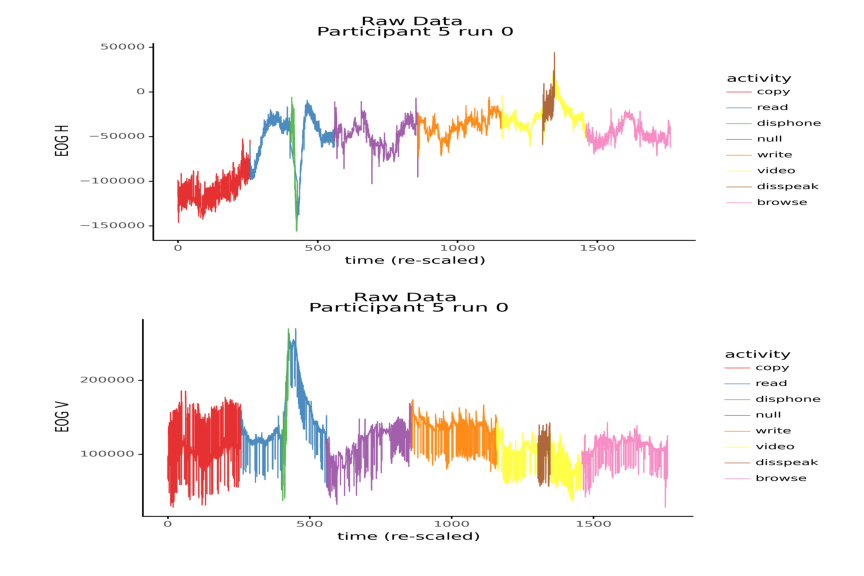 Raw Data
Participant 5 run 0
50000
0
−50000
−100000
−150000
EOG H
0 500 1000 1500
time (re-scaled)
activity
copy
read
disphone
null
write
video
disspeak
browse
Raw Data
Participant 5 run 0
200000
100000
EOG V
0 500 1000 1500
time (re-scaled)
activity
copy
read
disphone
null
write
video
disspeak
browse